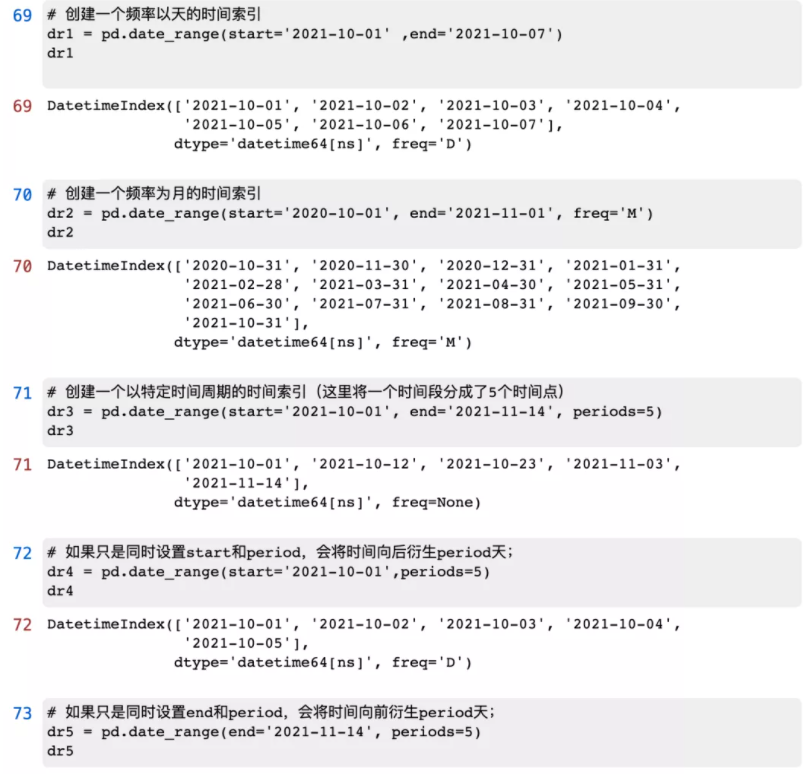 69 # 创建一个频率以天的时间索引
dr1 = pd.date_range(start='2021-10-01' ,end='2021-10-07')
dr1
69 DatetimeIndex(['2021-10-01', '2021-10-02', '2021-10-03', '2021-10-04',
'2021-10-05', '2021-10-06', '2021-10-07'],
dtype='datetime64[ns]', freq='D')
70 # 创建一个频率为月的时间索引
dr2 = pd.date_range(start='2020-10-01', end='2021-11-01', freq='M')
dr2
70 DatetimeIndex(['2020-10-31', '2020-11-30', '2020-12-31', '2021-01-31',
'2021-02-28', '2021-03-31', '2021-04-30', '2021-05-31',
'2021-06-30', '2021-07-31', '2021-08-31', '2021-09-30',
'2021-10-31'],
dtype='datetime64[ns]', freq='M')
71 # 创建一个以特定时间周期的时间索引（这里将一个时间段分成了5个时间点）
dr3 = pd.date_range(start='2021-10-01', end='2021-11-14', periods=5)
dr3
71 DatetimeIndex(['2021-10-01', '2021-10-12', '2021-10-23', '2021-11-03',
'2021-11-14'],
dtype='datetime64[ns]', freq=None)
72 # 如果只是同时设置start和period，会将时间向后衍生period天；
dr4 = pd.date_range(start='2021-10-01',periods=5)
dr4
72 DatetimeIndex(['2021-10-01', '2021-10-02', '2021-10-03', '2021-10-04',
'2021-10-05'],
dtype='datetime64[ns]', freq='D')
73 # 如果只是同时设置end和period，会将时间向前衍生period天；
dr5 = pd.date_range(end='2021-11-14', periods=5)
dr5